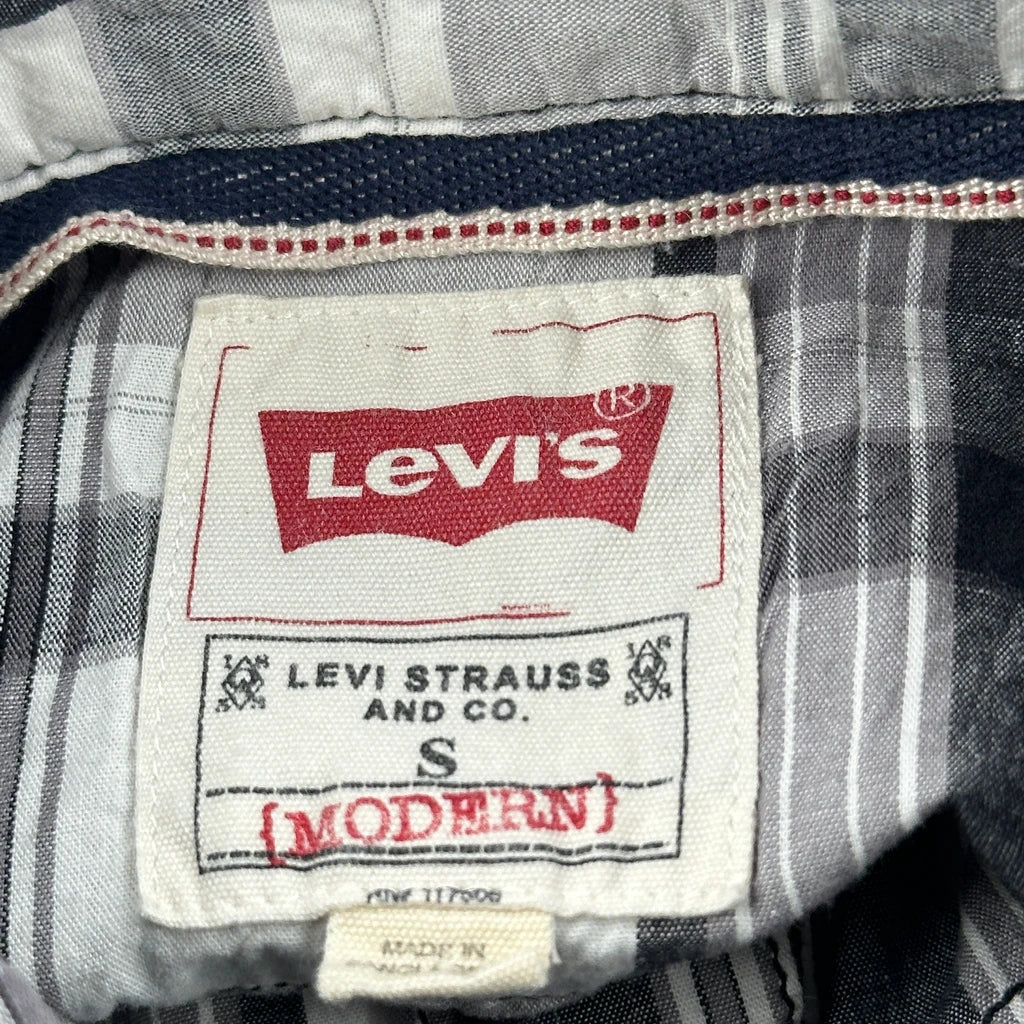 LEVI'S®
LEVI STRAUSS
AND CO.
S
{MODERN}
MADE IN